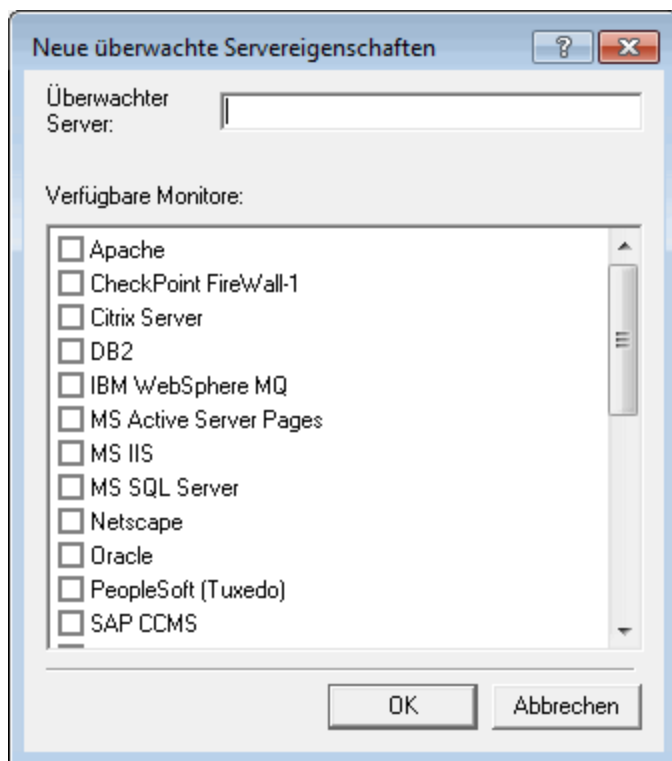 Neue überwachte Servereigenschaften
Überwachter
Server:
Verfügbare Monitore:
Apache
CheckPoint FireWall-1
Citrix Server
DB2
IBM WebSphere MQ
MS Active Server Pages
MS IIS
MS SQL Server
Netscape
Oracle
PeopleSoft (Tuxedo)
SAP CCMS
OK
Abbrechen